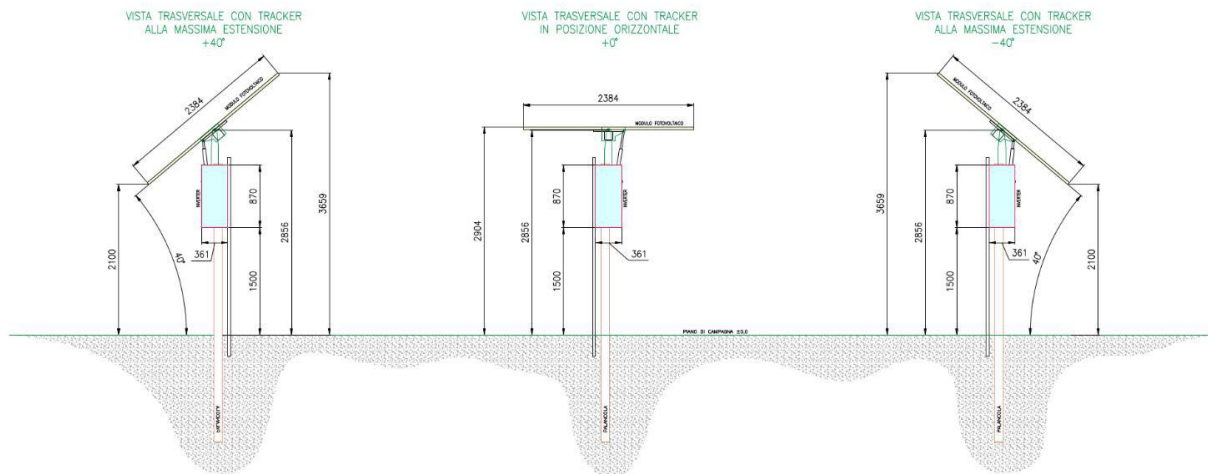 VISTA TRASVERSALE CON TRACKER
ALLA MASSIMA ESTENSIONE
+40°
2384
MODULO FOTOVOLTAICO
INVERTER
870
361
1500
2856
3659
2100
40°
VISTA TRASVERSALE CON TRACKER
IN POSIZIONE ORIZZONTALE
+0°
2384
MODULO FOTOVOLTAICO
INVERTER
870
361
1500
2856
2904
PALANCOLA
PIANO DI CAMPAGNA ±0,0
VISTA TRASVERSALE CON TRACKER
ALLA MASSIMA ESTENSIONE
-40°
2384
MODULO FOTOVOLTAICO
INVERTER
870
361
1500
2856
3659
2100
40°
PALANCOLA